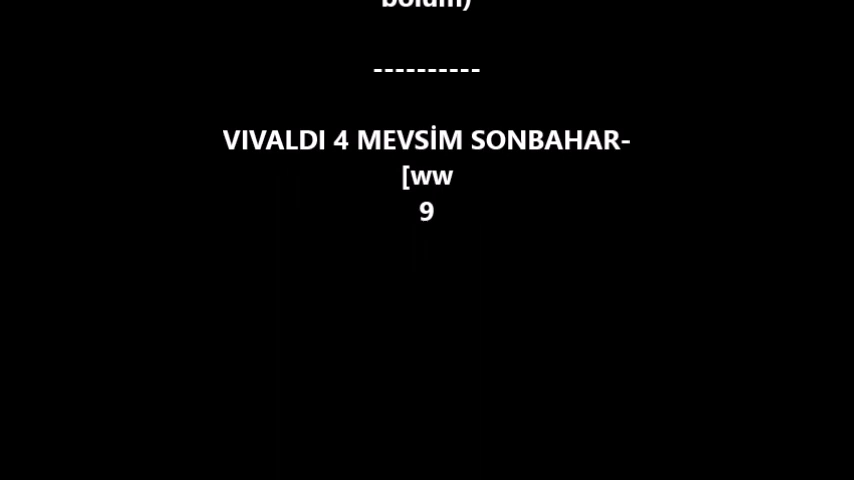 bölüm)
----------
VIVALDI 4 MEVSİM SONBAHAR-
[ww
9